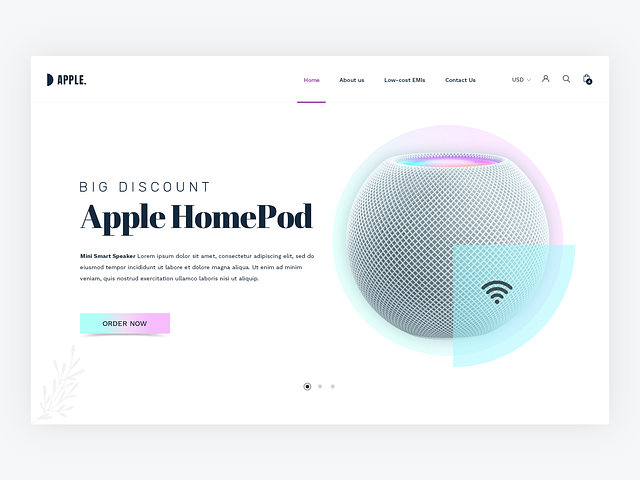 APPLE.
Home
About us
Low-cost EMIs
Contact Us
USD
4
BIG DISCOUNT
Apple HomePod
Mini Smart Speaker Lorem ipsum dolor sit amet, consectetur adipiscing elit, sed do
eiusmod tempor incididunt ut labore et dolore magna aliqua. Ut enim ad minim
veniam, quis nostrud exercitation ullamco laboris nisi ut aliquip.
ORDER NOW